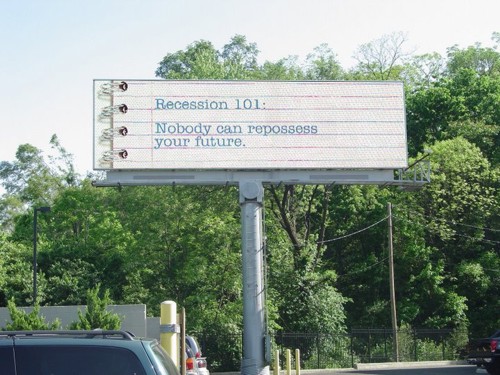 Recession 101:
Nobody can repossess
your future.